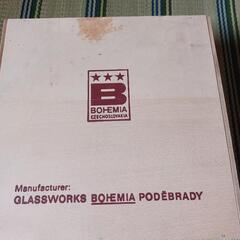 ★★★
B
BOHEMIA
CZECHOSLOVAKIA
Manufacturer:
GLASSWORKS BOHEMIA PODĚBRADY